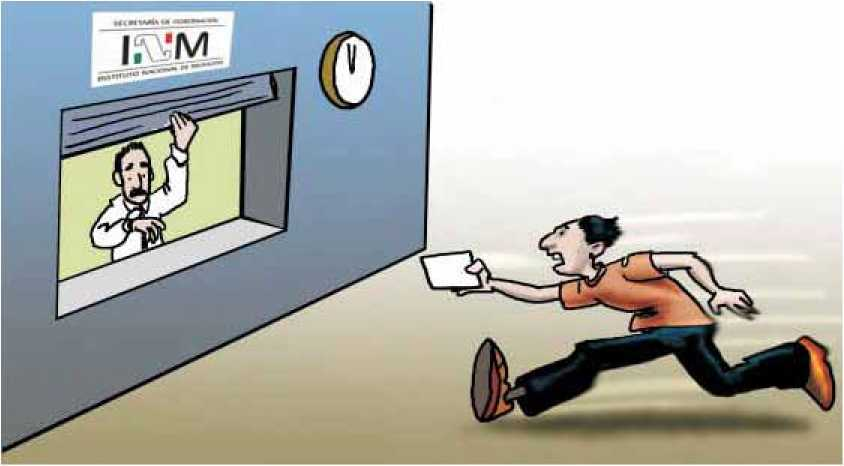 SECRETARÍA DE GOBERNACIÓN
INM
INSTITUTO NACIONAL DE MIGRACIÓN